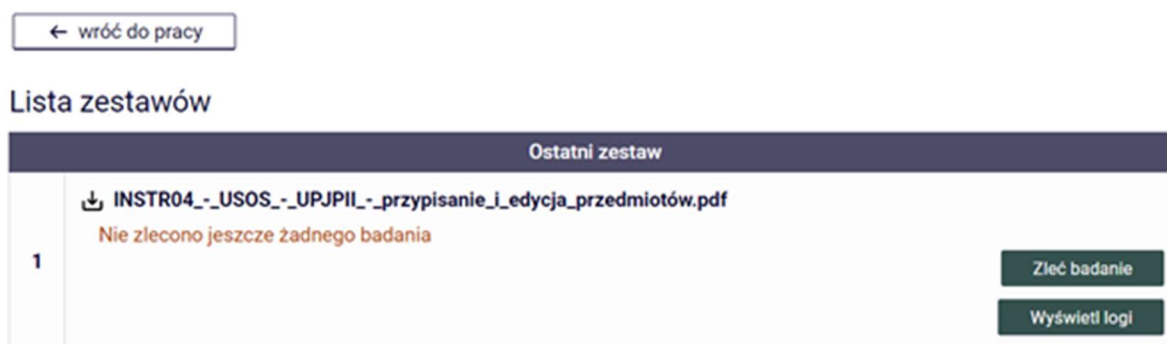 ← wróć do pracy
Lista zestawów
Ostatni zestaw
INSTR04_-_USOS_-_UPJPII_-_przypisanie_i_edycja_przedmiotów.pdf
Nie zlecono jeszcze żadnego badania
1
Zleć badanie
Wyświetl logi